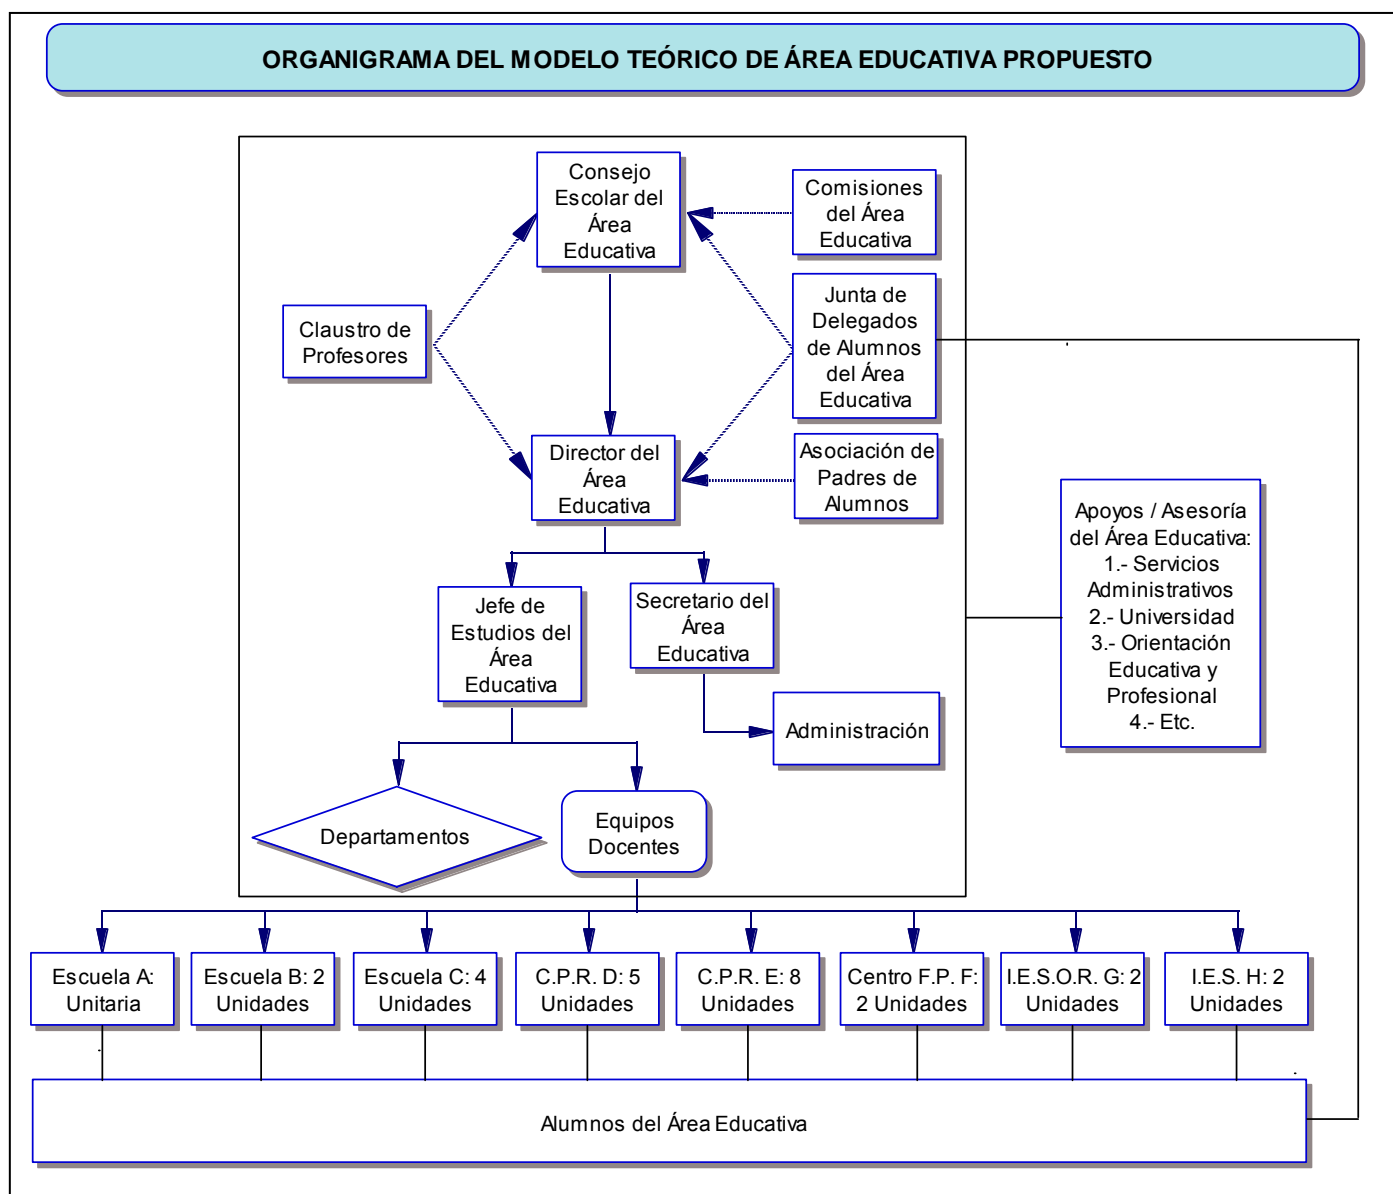 ORGANIGRAMA DEL MODELO TEÓRICO DE ÁREA EDUCATIVA PROPUESTO
Consejo
Escolar del
Área
Educativa
Comisiones
del Área
Educativa
Claustro de
Profesores
Junta de
Delegados
de Alumnos
del Área
Educativa
Director del
Área
Educativa
Asociación de
Padres de
Alumnos
Apoyos / Asesoría
del Área Educativa:
1.- Servicios
Administrativos
2.- Universidad
3.- Orientación
Educativa y
Profesional
4.- Etc.
Jefe de
Estudios del
Área
Educativa
Secretario del
Área
Educativa
Administración
Departamentos
Equipos
Docentes
Escuela A:
Unitaria
Escuela B: 2
Unidades
Escuela C: 4
Unidades
C.P.R. D: 5
Unidades
C.P.R. E: 8
Unidades
Centro F.P. F:
2 Unidades
I.E.S.O.R. G: 2
Unidades
I.E.S. H: 2
Unidades
Alumnos del Área Educativa